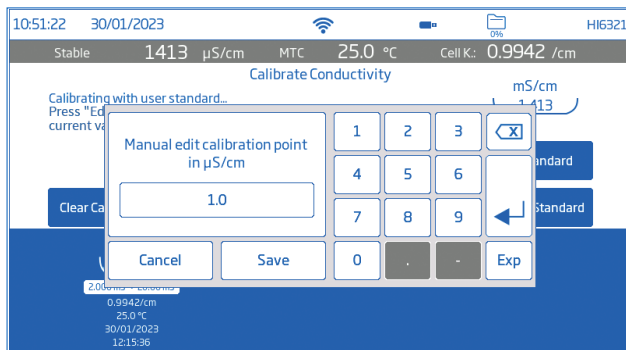 10:51:22 30/01/2023 0% HI6321
Stable 1413 µS/cm MTC 25.0 °C Cell K.: 0.9942 /cm
Calibrate Conductivity
mS/cm
1.413
Calibrating with user standard...
Press "Ed
current va
Manual edit calibration point
in µS/cm
1.0
1 2 3 X
4 5 6
7 8 9
Cancel Save 0 . - Exp
andard
Clear Ca
Standard
0.9942/cm
25.0 °C
30/01/2023
12:15:36